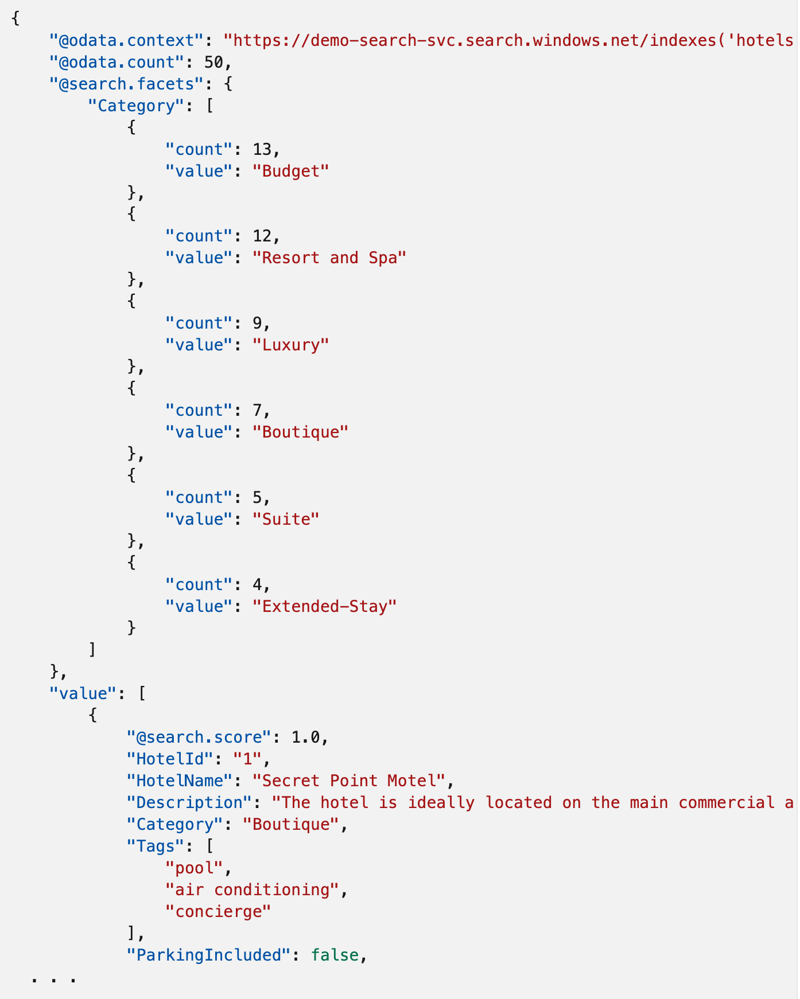 {
    "@odata.context": "https://demo-search-svc.search.windows.net/indexes('hotels
    "@odata.count": 50,
    "@search.facets": {
        "Category": [
            {
                "count": 13,
                "value": "Budget"
            },
            {
                "count": 12,
                "value": "Resort and Spa"
            },
            {
                "count": 9,
                "value": "Luxury"
            },
            {
                "count": 7,
                "value": "Boutique"
            },
            {
                "count": 5,
                "value": "Suite"
            },
            {
                "count": 4,
                "value": "Extended-Stay"
            }
        ]
    },
    "value": [
        {
            "@search.score": 1.0,
            "HotelId": "1",
            "HotelName": "Secret Point Motel",
            "Description": "The hotel is ideally located on the main commercial a
            "Category": "Boutique",
            "Tags": [
                "pool",
                "air conditioning",
                "concierge"
            ],
            "ParkingIncluded": false,
  . . .